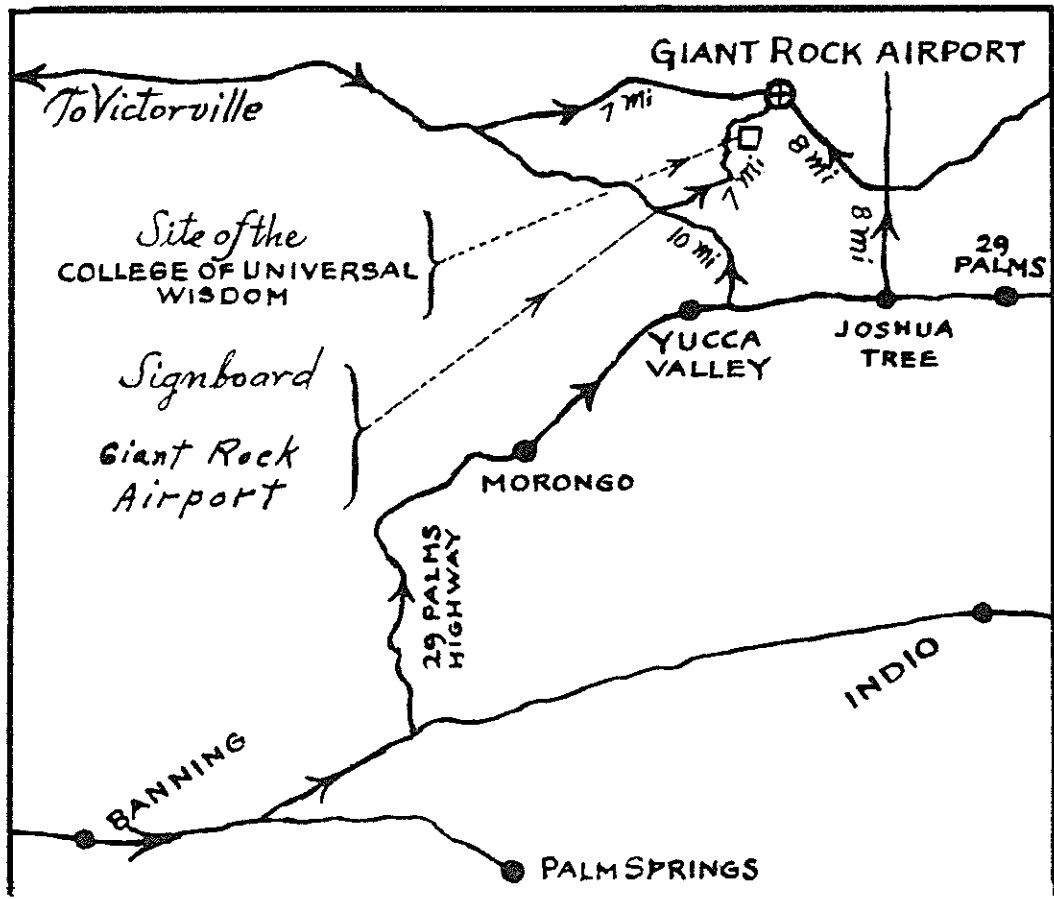 GIANT ROCK AIRPORT
To Victorville
7 mi
8 mi
7 mi
Site of the
COLLEGE OF UNIVERSAL
WISDOM
10 mi
8 mi
29
PALMS
YUCCA
VALLEY
JOSHUA
TREE
Signboard
Giant Rock
Airport
MORONGO
29 PALMS
HIGHWAY
INDIO
BANNING
PALM SPRINGS